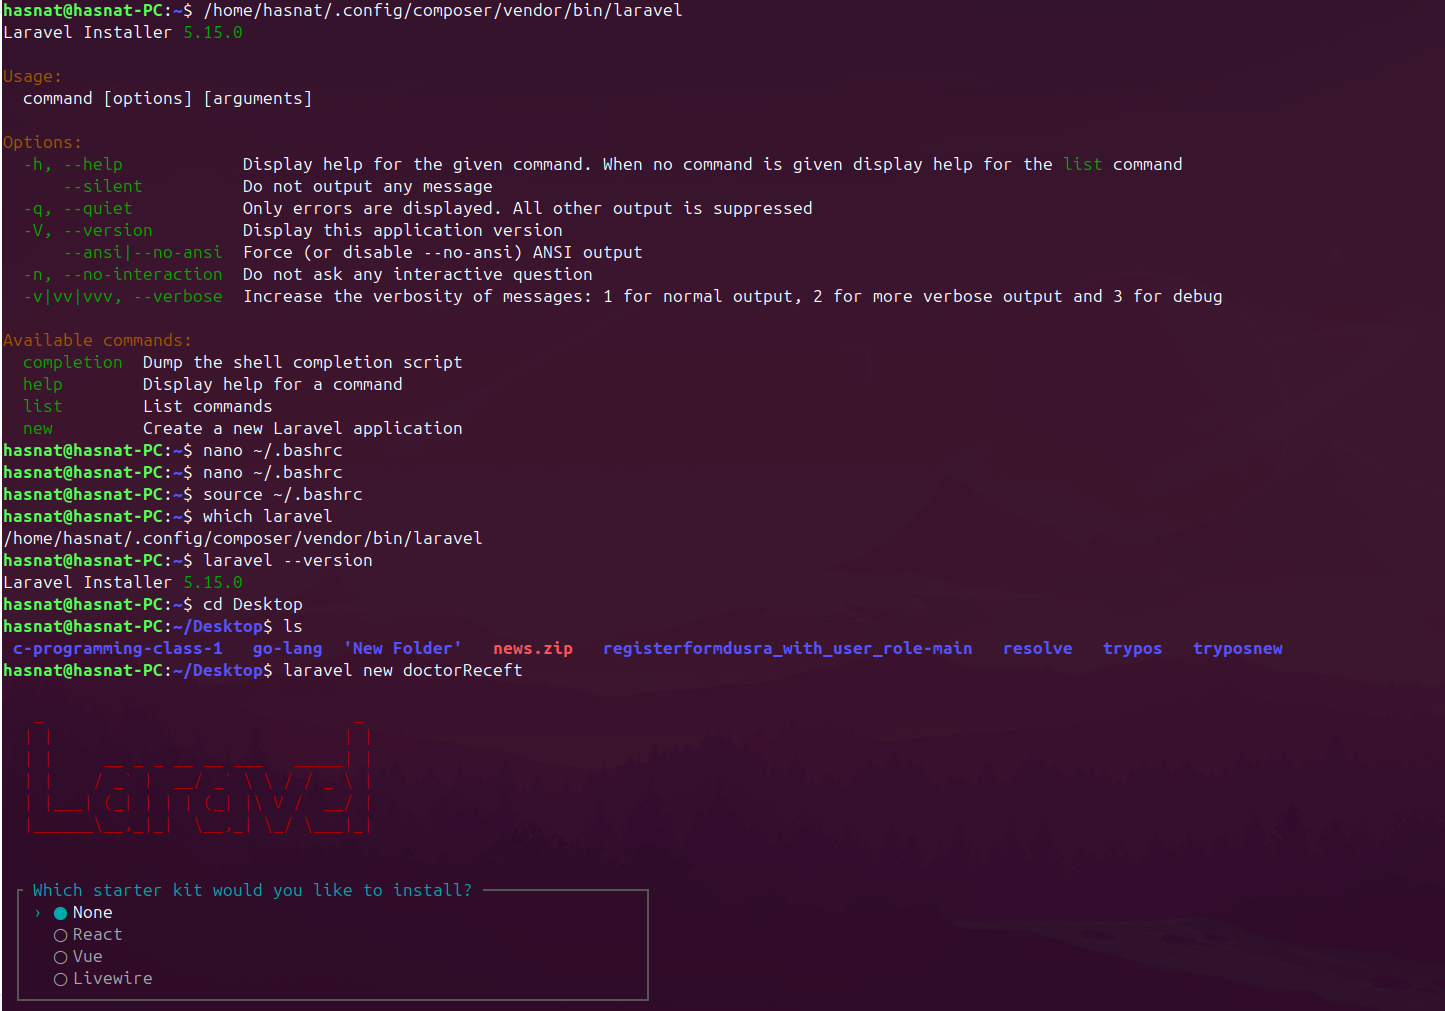 hasnat@hasnat-PC:~$ /home/hasnat/.config/composer/vendor/bin/laravel
Laravel Installer 5.15.0
Usage:
  command [options] [arguments]
Options:
  -h, --help            Display help for the given command. When no command is given display help for the list command
      --silent          Do not output any message
  -q, --quiet           Only errors are displayed. All other output is suppressed
  -V, --version         Display this application version
      --ansi|--no-ansi  Force (or disable --no-ansi) ANSI output
  -n, --no-interaction  Do not ask any interactive question
  -v|vv|vvv, --verbose  Increase the verbosity of messages: 1 for normal output, 2 for more verbose output and 3 for debug
Available commands:
  completion  Dump the shell completion script
  help        Display help for a command
  list        List commands
  new         Create a new Laravel application
hasnat@hasnat-PC:~$ nano ~/.bashrc
hasnat@hasnat-PC:~$ nano ~/.bashrc
hasnat@hasnat-PC:~$ source ~/.bashrc
hasnat@hasnat-PC:~$ which laravel
/home/hasnat/.config/composer/vendor/bin/laravel
hasnat@hasnat-PC:~$ laravel --version
Laravel Installer 5.15.0
hasnat@hasnat-PC:~$ cd Desktop
hasnat@hasnat-PC:~/Desktop$ ls
c-programming-class-1   go-lang  'New Folder'   news.zip   registerformdusra_with_user_role-main   resolve   trypos   tryposnew
hasnat@hasnat-PC:~/Desktop$ laravel new doctorReceft
Laravel
Which starter kit would you like to install?
› ● None
  ○ React
  ○ Vue
  ○ Livewire